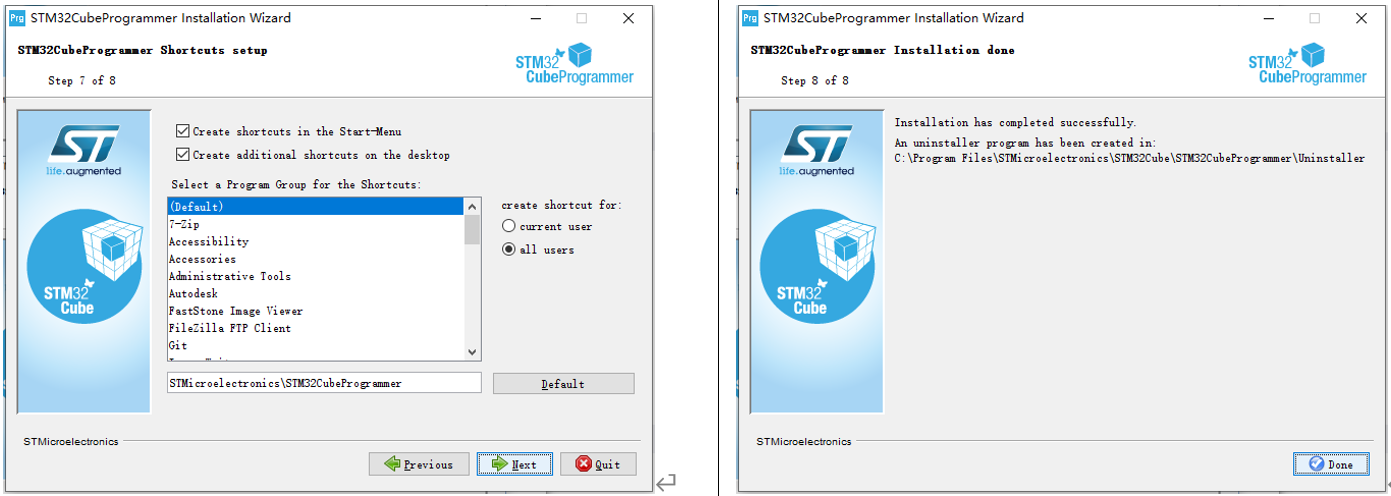 STM32CubeProgrammer Installation Wizard
STM32CubeProgrammer Shortcuts setup
Step 7 of 8
STM32
CubeProgrammer
ST
life.augmented
STM32
Cube
Create shortcuts in the Start-Menu
Create additional shortcuts on the desktop
Select a Program Group for the Shortcuts:
(Default)
7-Zip
Accessibility
Accessories
Administrative Tools
Autodesk
FastStone Image Viewer
FileZilla FTP Client
Git
create shortcut for:
current user
all users
STMicroelectronics\STM32CubeProgrammer
Default
STMicroelectronics
Previous
Next
Quit
STM32CubeProgrammer Installation Wizard
STM32CubeProgrammer Installation done
Step 8 of 8
STM32
CubeProgrammer
ST
life.augmented
STM32
Cube
Installation has completed successfully.
An uninstaller program has been created in:
C:\Program Files\STMicroelectronics\STM32Cube\STM32CubeProgrammer\Uninstaller
STMicroelectronics
Done